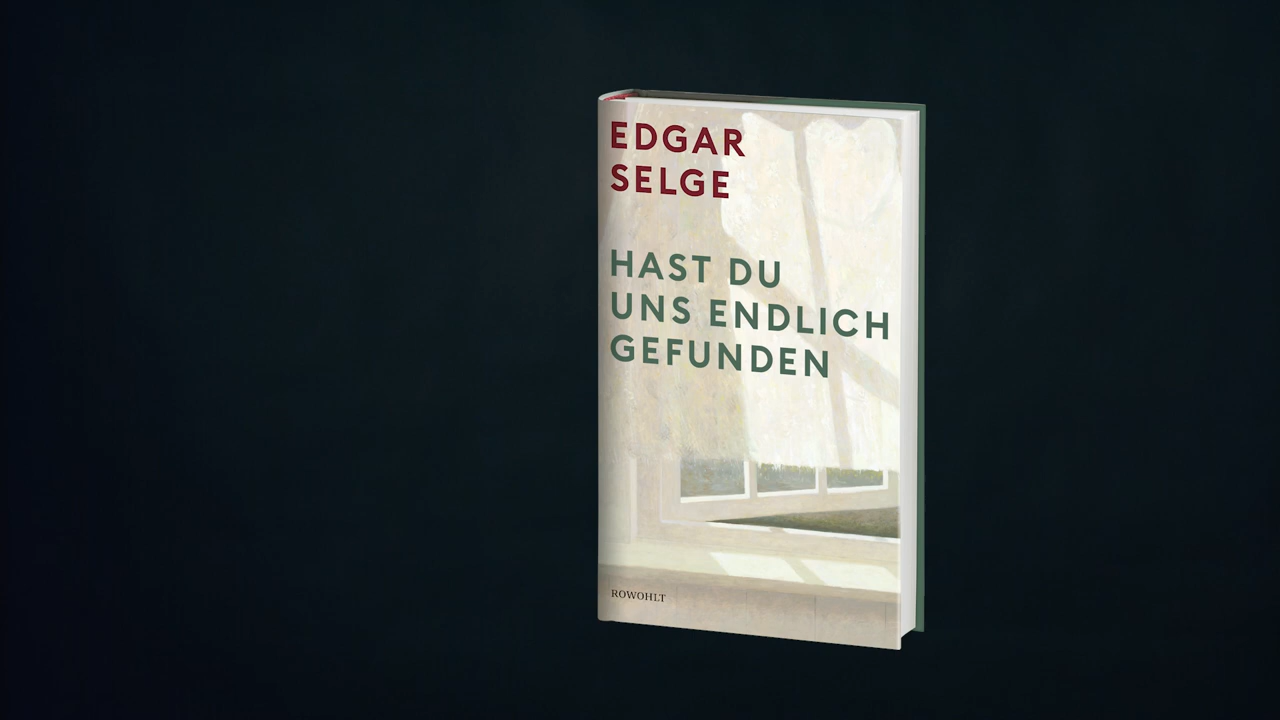 EDGAR
SELGE
HAST DU
UNS ENDLICH
GEFUNDEN
ROWOHLT